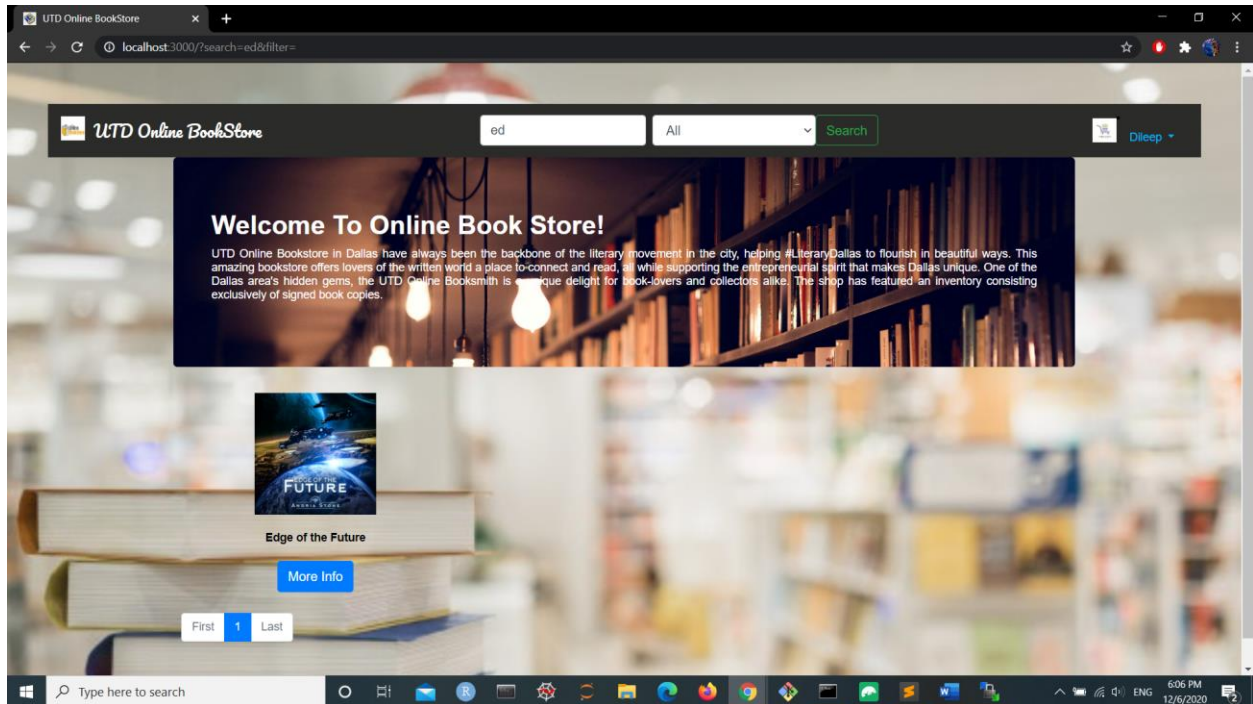 UTD Online BookStore
localhost:3000/?search=ed&filter=
UTD Online BookStore
ed
All
Search
Dileep
Welcome To Online Book Store!
UTD Online Bookstore in Dallas have always been the backbone of the literary movement in the city, helping #LiteraryDallas to flourish in beautiful ways. This
amazing bookstore offers lovers of the written world a place to connect and read, all while supporting the entrepreneurial spirit that makes Dallas unique. One of the
Dallas area's hidden gems, the UTD Online Booksmith is a unique delight for book-lovers and collectors alike. The shop has featured an inventory consisting
exclusively of signed book copies.
EDGE OF THE
FUTURE
ANDRIA STONE
Edge of the Future
More Info
First 1 Last
Type here to search
ENG
6:06 PM
12/6/2020
2